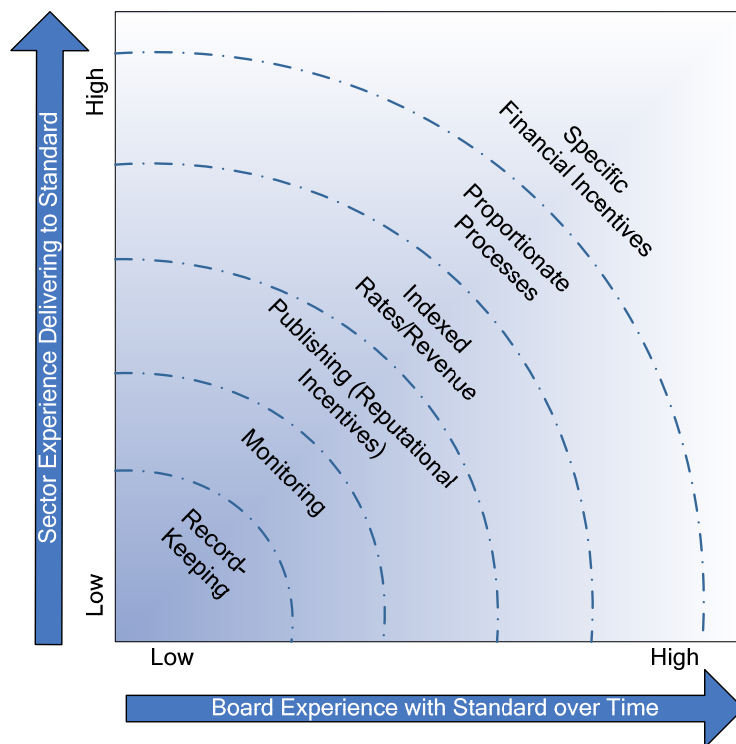 Sector Experience Delivering to Standard
High
Low
Specific
Financial Incentives
Proportionate
Processes
Indexed
Rates/Revenue
Publishing (Reputational
Incentives)
Monitoring
Record-
Keeping
Low
High
Board Experience with Standard over Time